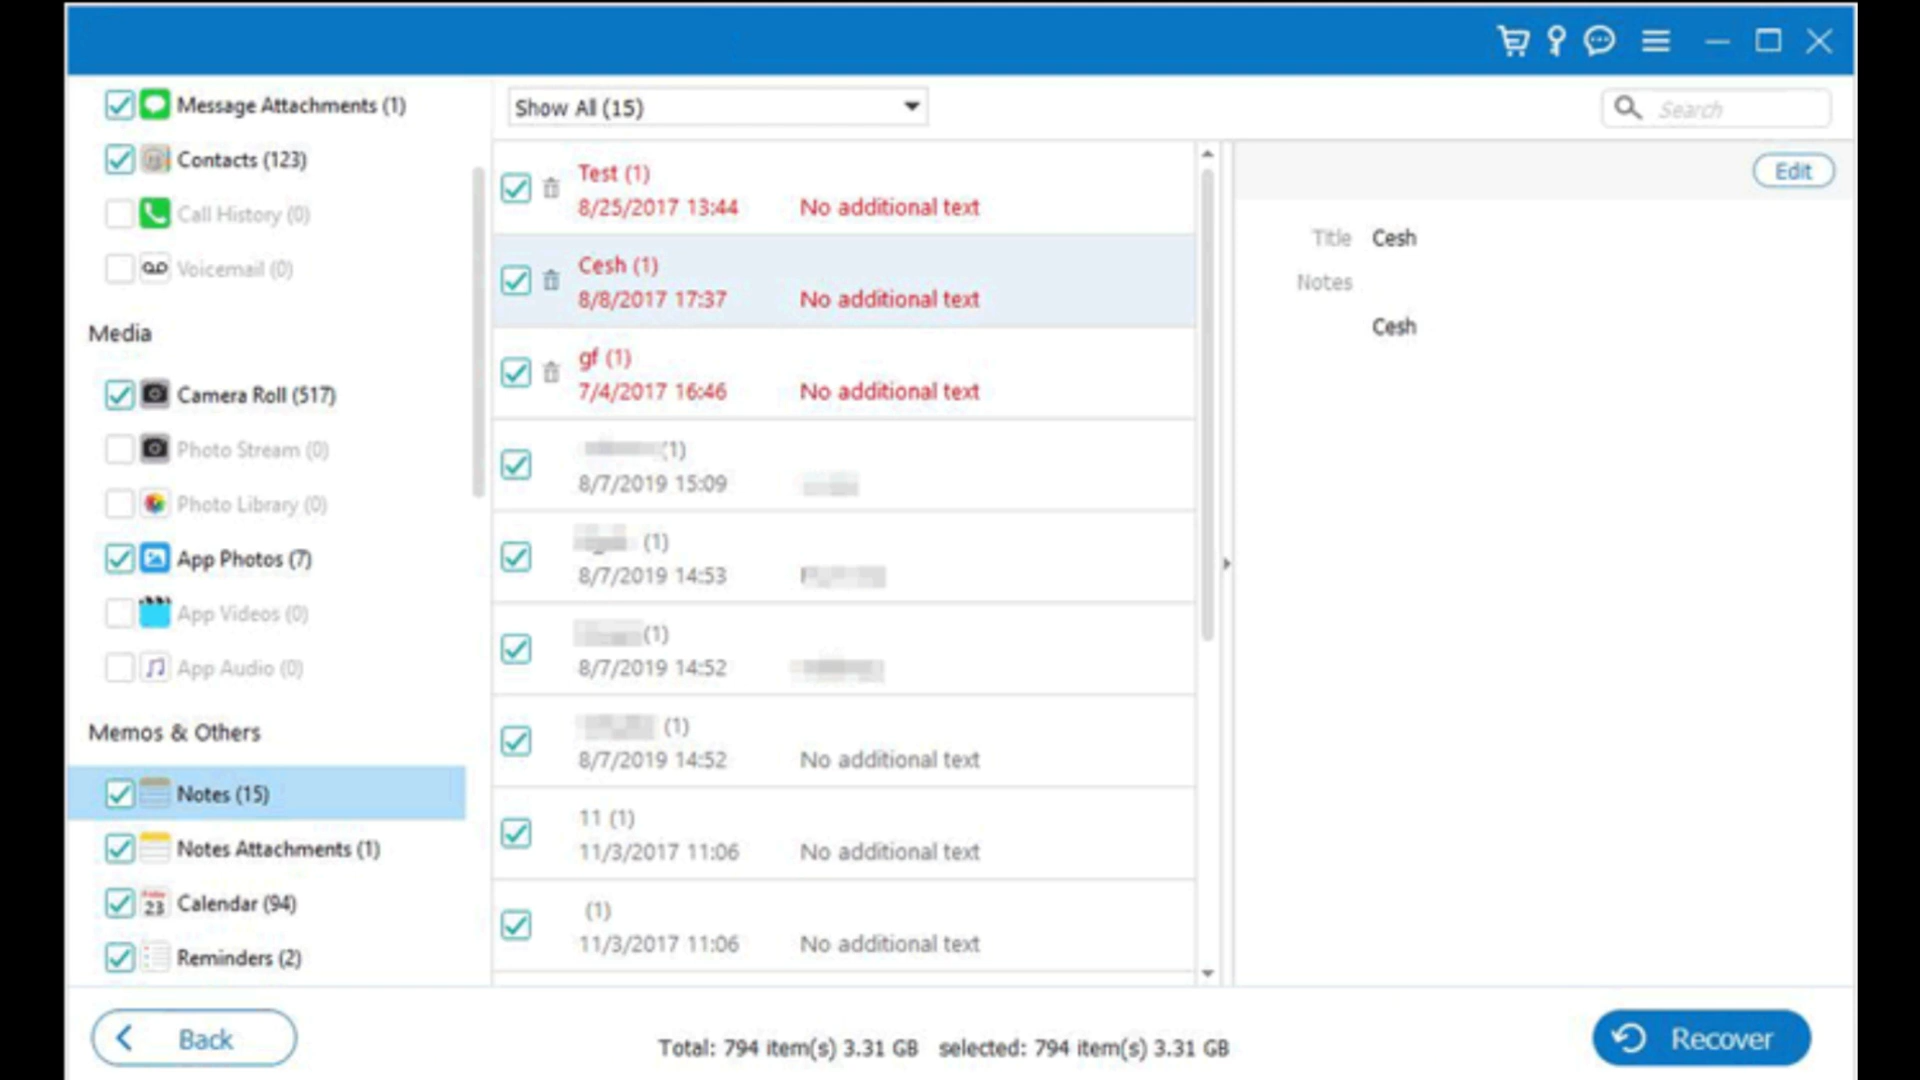 Search
Show All (15)
Message Attachments (1)
Contacts (123)
Call History (0)
Voicemail (0)
Media
Camera Roll (517)
Photo Stream (0)
Photo Library (0)
App Photos (7)
App Videos (0)
App Audio (0)
Memos & Others
Notes (15)
Notes Attachments (1)
23
Calendar (94)
Reminders (2)
Test (1)
8/25/2017 13:44 No additional text
Cesh (1)
8/8/2017 17:37 No additional text
gf (1)
7/4/2017 16:46 No additional text
(1)
8/7/2019 15:09
(1)
8/7/2019 14:53
(1)
8/7/2019 14:52
(1)
8/7/2019 14:52 No additional text
11 (1)
11/3/2017 11:06 No additional text
(1)
11/3/2017 11:06 No additional text
Edit
Title Cesh
Notes
Cesh
Back
Total: 794 item(s) 3.31 GB selected: 794 item(s) 3.31 GB
Recover